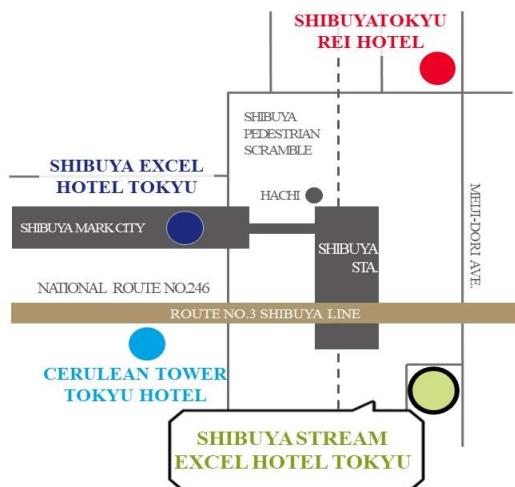 SHIBUYATOKYU
REI HOTEL
SHIBUYA
PEDESTRIAN
SCRAMBLE
SHIBUYA EXCEL
HOTEL TOKYU
HACHI
MEIJI-DORI AVE.
SHIBUYA MARK CITY
SHIBUYA
STA.
NATIONAL ROUTE NO.246
ROUTE NO.3 SHIBUYA LINE
CERULEAN TOWER
TOKYU HOTEL
SHIBUYA STREAM
EXCEL HOTEL TOKYU